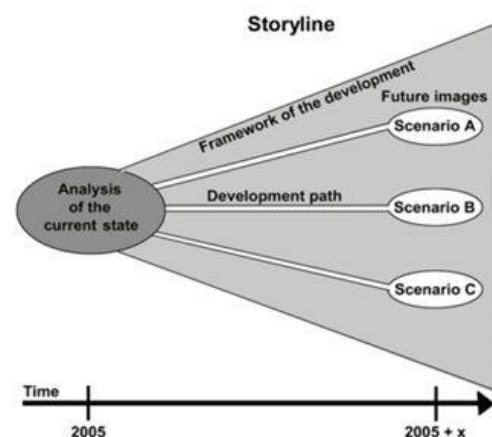 Storyline
Framework of the development
Future images
Scenario A
Analysis
of the
current state
Development path
Scenario B
Scenario C
Time
2005
2005 + x